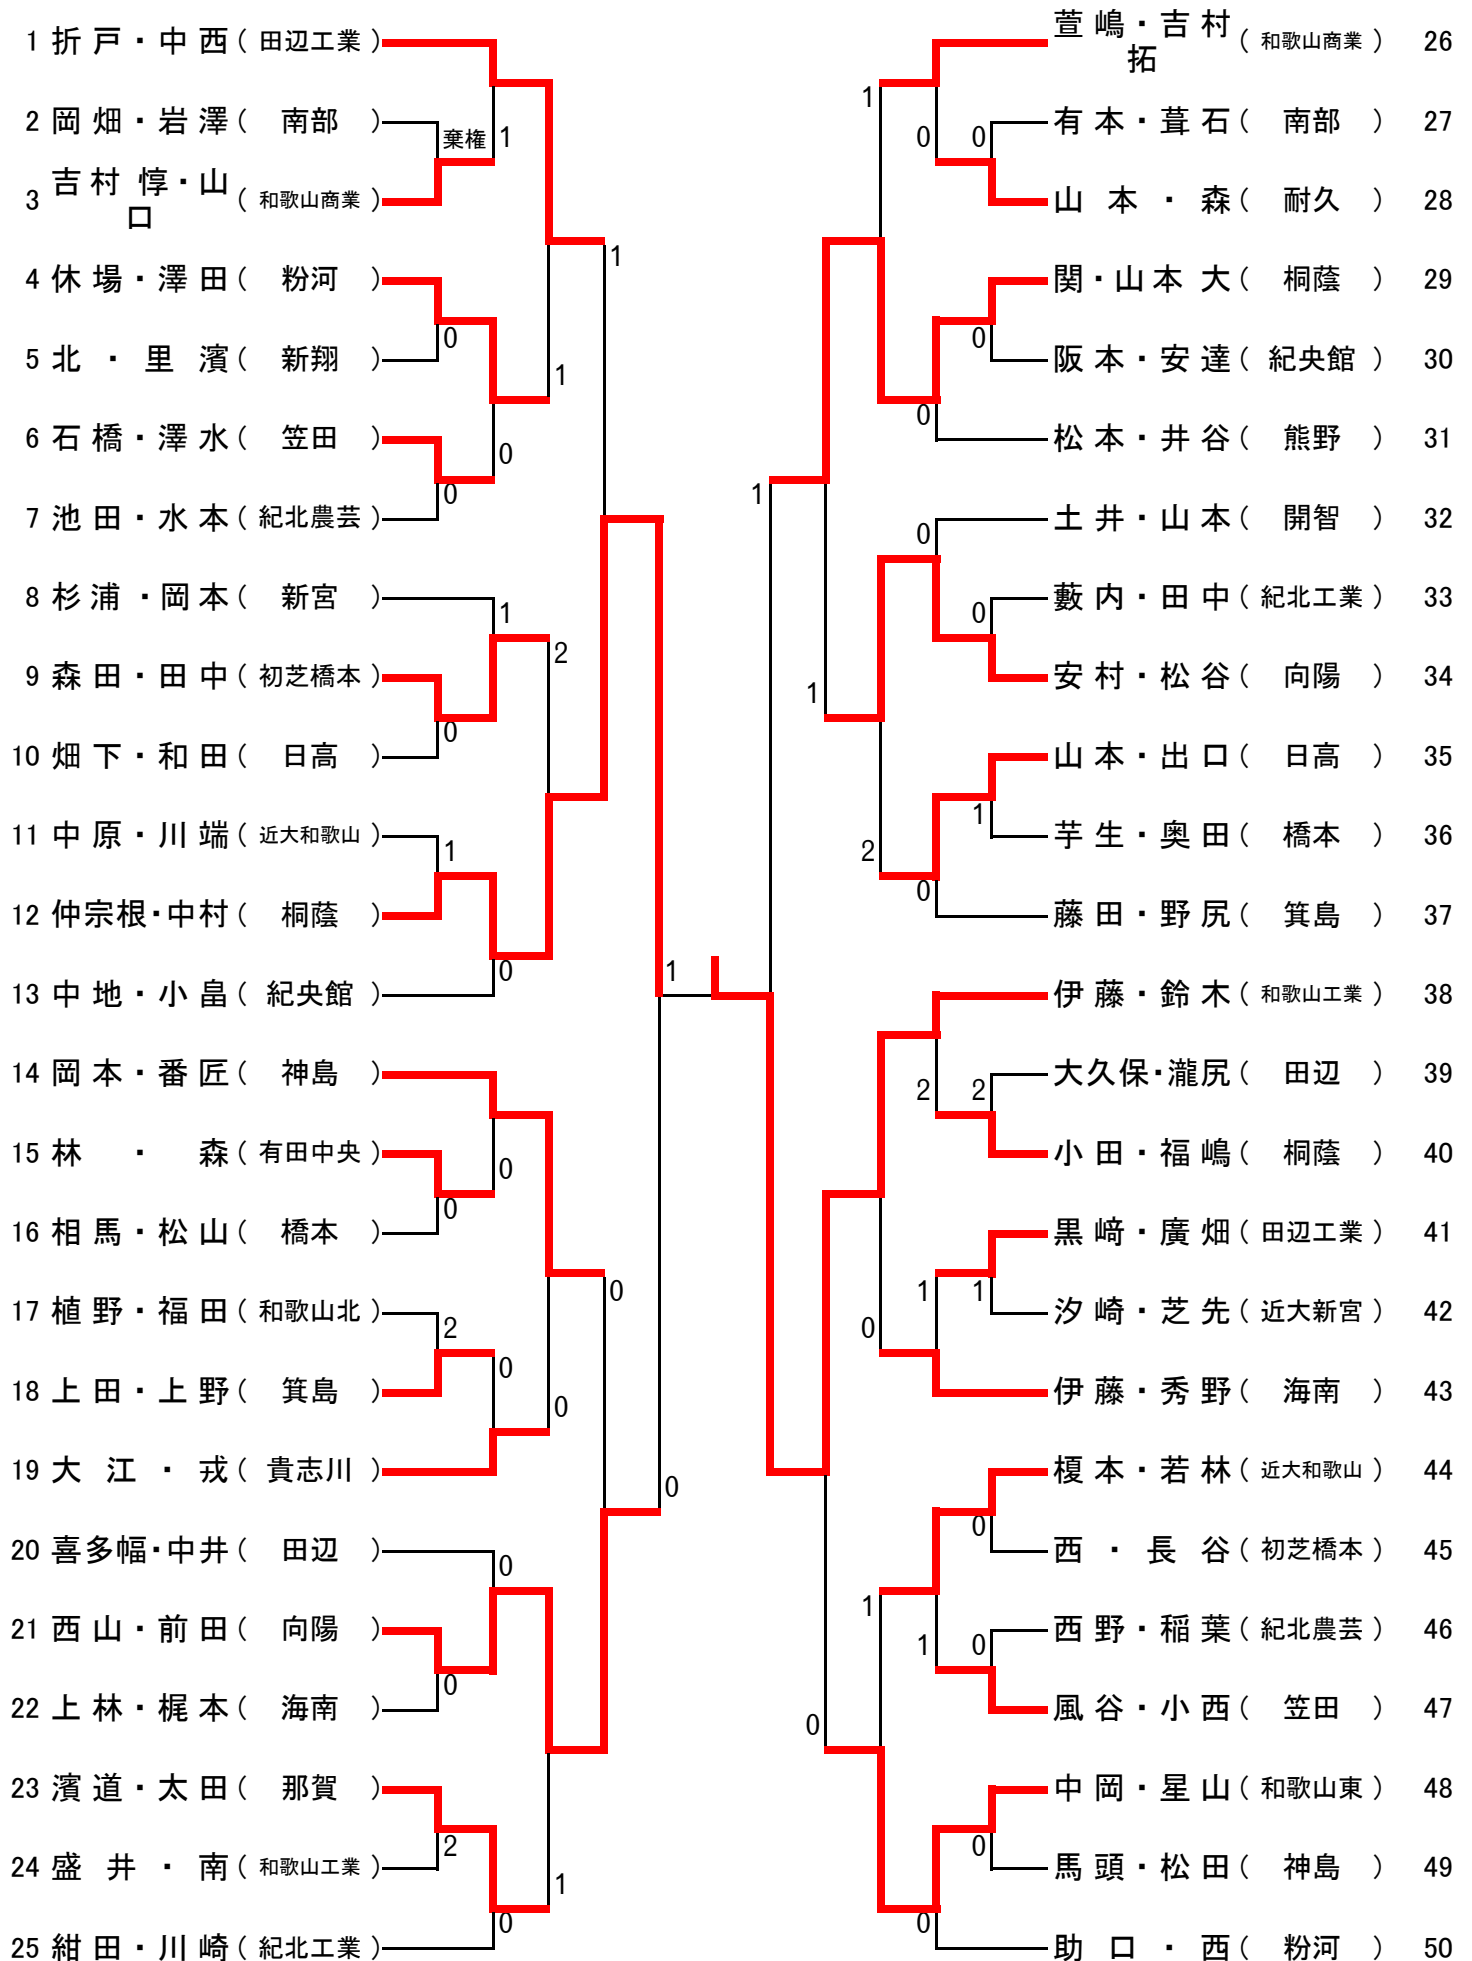 1 折戸・中西(田辺工業)
2 岡畑・岩澤(南部)
棄権 1
3 吉村惇・山口(和歌山商業)
1
4 休場・澤田(粉河)
0
5 北・里濱(新翔)
1
6 石橋・澤水(笠田)
0
0
7 池田・水本(紀北農芸)
8 杉浦・岡本(新宮)
1
2
9 森田・田中(初芝橋本)
0
10 畑下・和田(日高)
11 中原・川端(近大和歌山)
1
12 仲宗根・中村(桐蔭)
0
1
13 中地・小畠(紀央館)
14 岡本・番匠(神島)
15 林・森(有田中央)
0
0
16 相馬・松山(橋本)
0
17 植野・福田(和歌山北)
2
0
18 上田・上野(箕島)
0
19 大江・戎(貴志川)
0
20 喜多幅・中井(田辺)
0
21 西山・前田(向陽)
0
22 上林・梶本(海南)
23 濱道・太田(那賀)
2
24 盛井・南(和歌山工業)
1
0
25 紺田・川崎(紀北工業)
萱嶋・吉村拓(和歌山商業) 26
1
有本・葺石(南部) 27
0 0
山本・森(耐久) 28
関・山本大(桐蔭) 29
0
阪本・安達(紀央館) 30
0
松本・井谷(熊野) 31
1
土井・山本(開智) 32
0
藪内・田中(紀北工業) 33
0
安村・松谷(向陽) 34
1
山本・出口(日高) 35
1
芋生・奥田(橋本) 36
2
0
藤田・野尻(箕島) 37
伊藤・鈴木(和歌山工業) 38
大久保・瀧尻(田辺) 39
2 2
小田・福嶋(桐蔭) 40
黒﨑・廣畑(田辺工業) 41
1 1
汐崎・芝先(近大新宮) 42
0
伊藤・秀野(海南) 43
榎本・若林(近大和歌山) 44
0
西・長谷(初芝橋本) 45
1
西野・稲葉(紀北農芸) 46
1 0
風谷・小西(笠田) 47
0
中岡・星山(和歌山東) 48
0
馬頭・松田(神島) 49
0
助口・西(粉河) 50